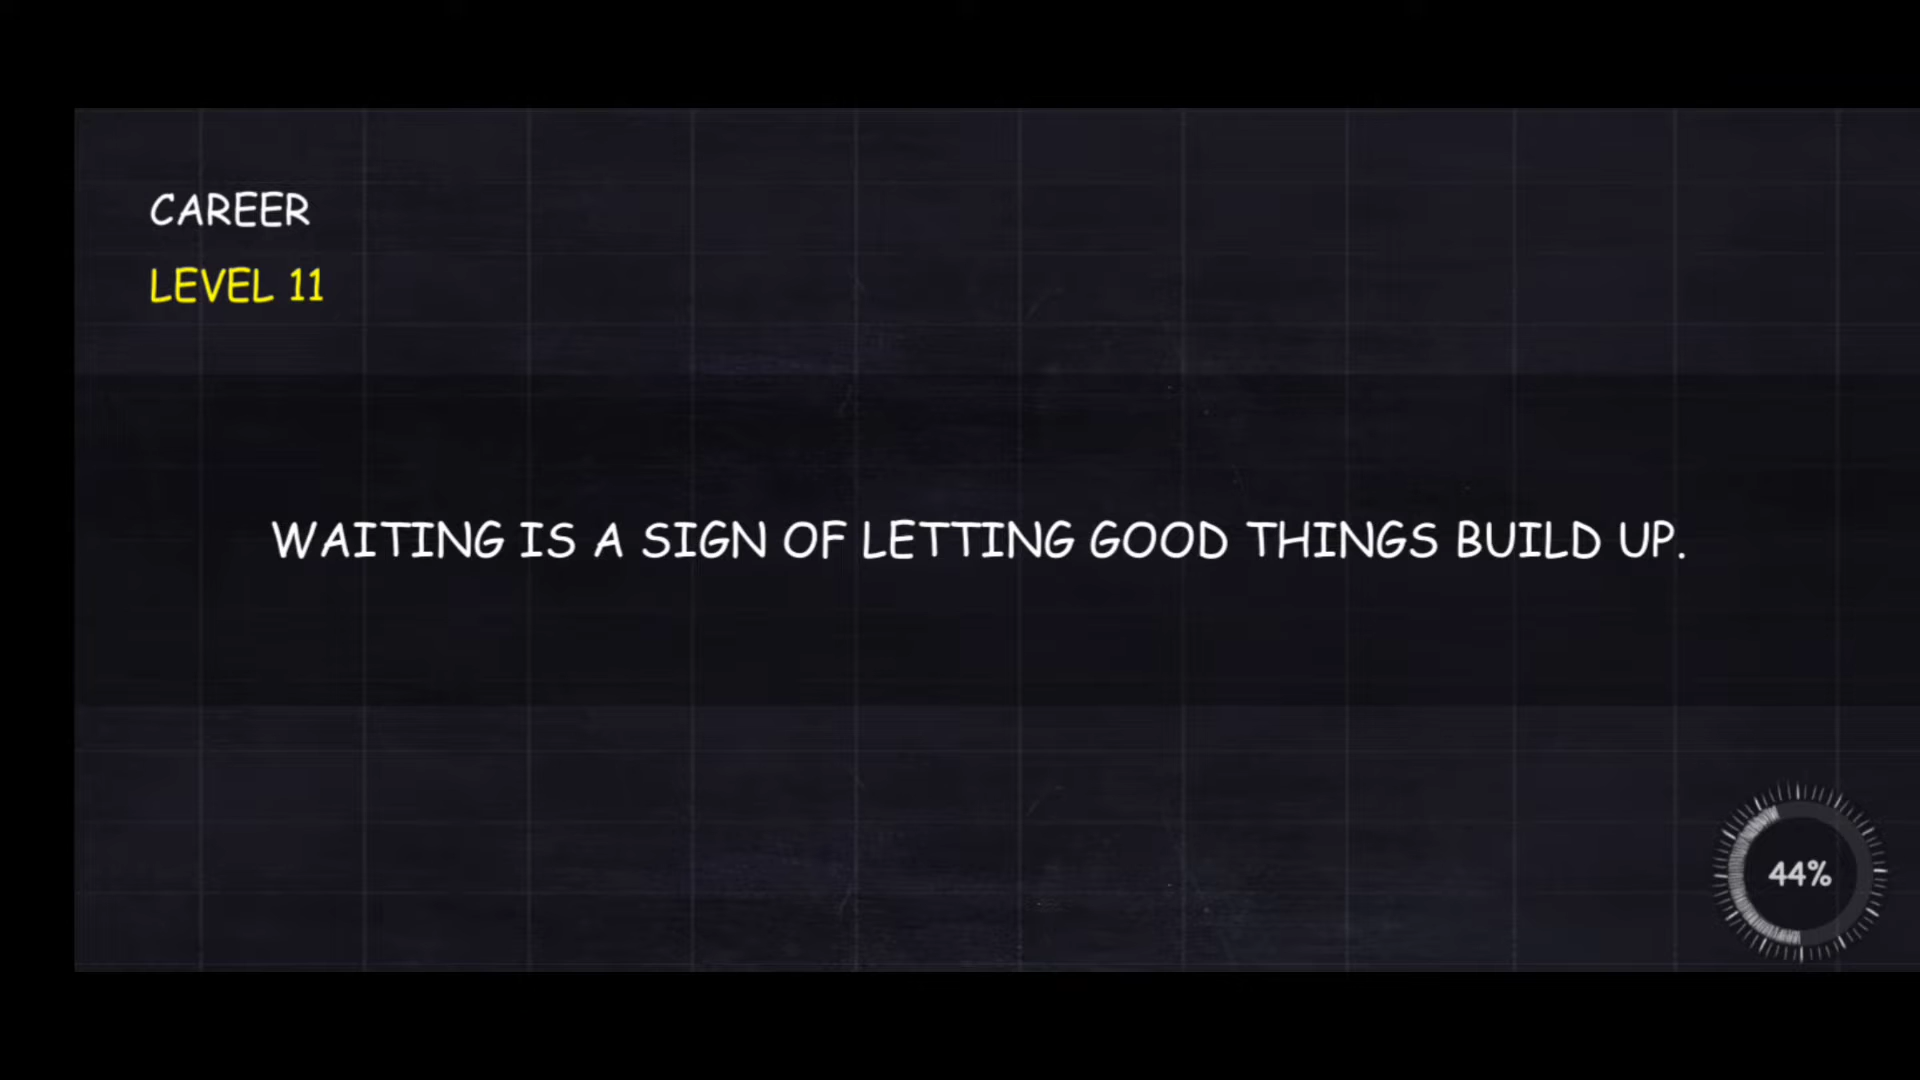 CAREER
LEVEL 11
WAITING IS A SIGN OF LETTING GOOD THINGS BUILD UP.
44%